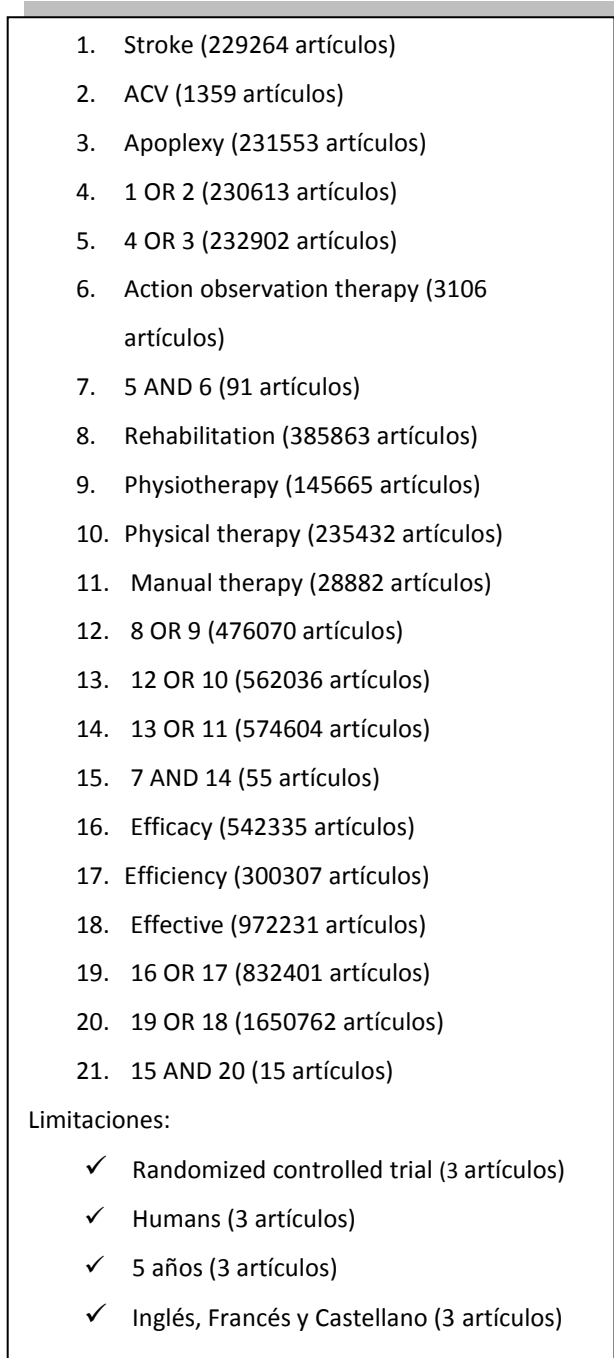 1. Stroke (229264 artículos)
2. ACV (1359 artículos)
3. Apoplexy (231553 artículos)
4. 1 OR 2 (230613 artículos)
5. 4 OR 3 (232902 artículos)
6. Action observation therapy (3106
artículos)
7. 5 AND 6 (91 artículos)
8. Rehabilitation (385863 artículos)
9. Physiotherapy (145665 artículos)
10. Physical therapy (235432 artículos)
11. Manual therapy (28882 artículos)
12. 8 OR 9 (476070 artículos)
13. 12 OR 10 (562036 artículos)
14. 13 OR 11 (574604 artículos)
15. 7 AND 14 (55 artículos)
16. Efficacy (542335 artículos)
17. Efficiency (300307 artículos)
18. Effective (972231 artículos)
19. 16 OR 17 (832401 artículos)
20. 19 OR 18 (1650762 artículos)
21. 15 AND 20 (15 artículos)
Limitaciones:
✓ Randomized controlled trial (3 artículos)
✓ Humans (3 artículos)
✓ 5 años (3 artículos)
✓ Inglés, Francés y Castellano (3 artículos)